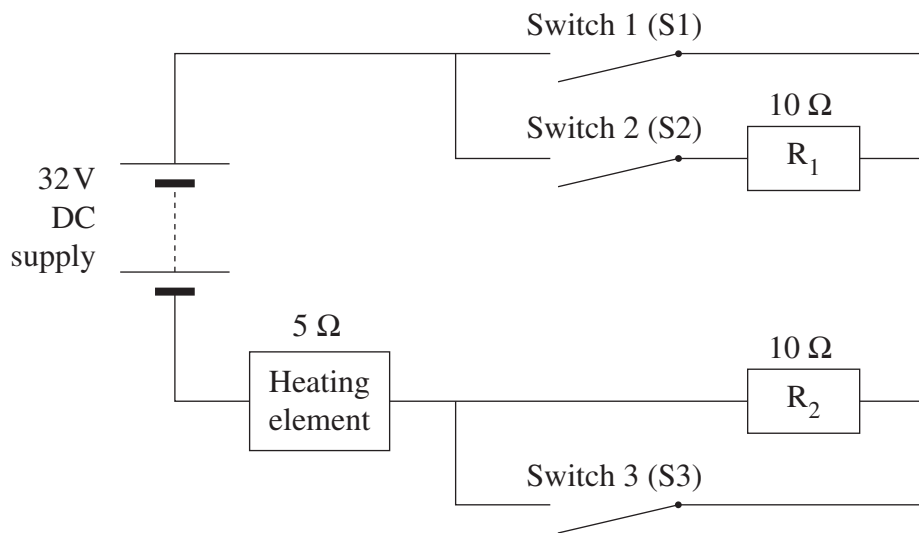 Switch 1 (S1)
10 Ω
Switch 2 (S2)
R1
32 V
DC
supply
5 Ω
Heating
element
10 Ω
R2
Switch 3 (S3)